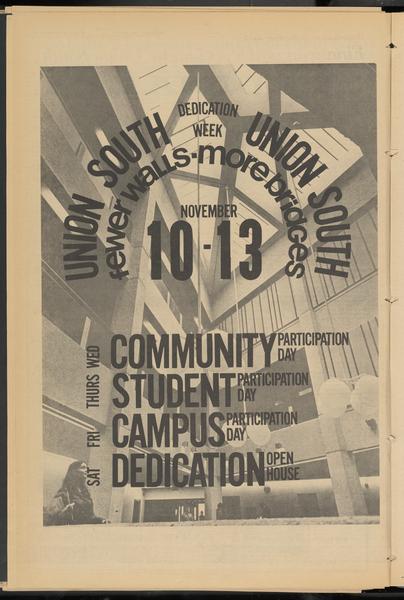 UNION SOUTH
DEDICATION
WEEK
UNION SOUTH
fewer walls - more bridges
NOVEMBER
10-13
WED COMMUNITY PARTICIPATION DAY
THURS STUDENT PARTICIPATION DAY
FRI CAMPUS PARTICIPATION DAY
SAT DEDICATION OPEN HOUSE